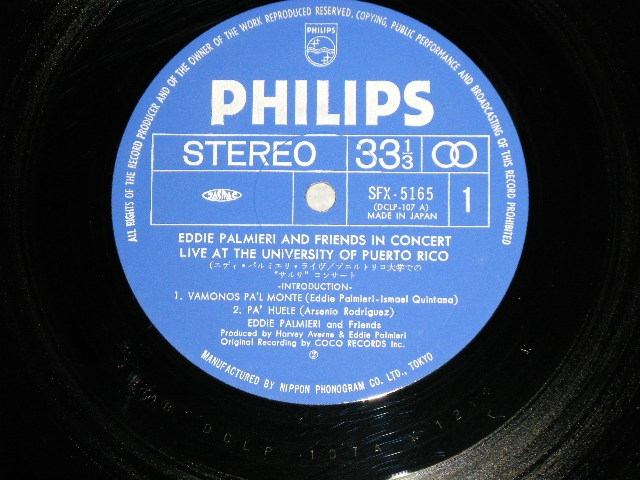 ALL RIGHTS OF THE RECORD PRODUCER AND OF THE OWNER OF THE WORK REPRODUCED RESERVED. COPYING, PUBLIC PERFORMANCE AND BROADCASTING OF THIS RECORD PROHIBITED
PHILIPS
PHILIPS
STEREO
33 1/3
SFX-5165
(DCLP-107 A)
MADE IN JAPAN
1
EDDIE PALMIERI AND FRIENDS IN CONCERT
LIVE AT THE UNIVERSITY OF PUERTO RICO
(エディ・パルミエリ・ライヴ/プエルトリコ大学での
"サルサ" コンサート
-INTRODUCTION-
1. VAMONOS PA'L MONTE (Eddie Palmieri-Ismael Quintana)
2. PA' HUELE (Arsenio Rodriguez)
EDDIE PALMIERI and Friends
Produced by Harvey Averne & Eddie Palmieri
Original Recording by COCO RECORDS Inc.
MANUFACTURED BY NIPPON PHONOGRAM CO. LTD., TOKYO
DCLP 107A